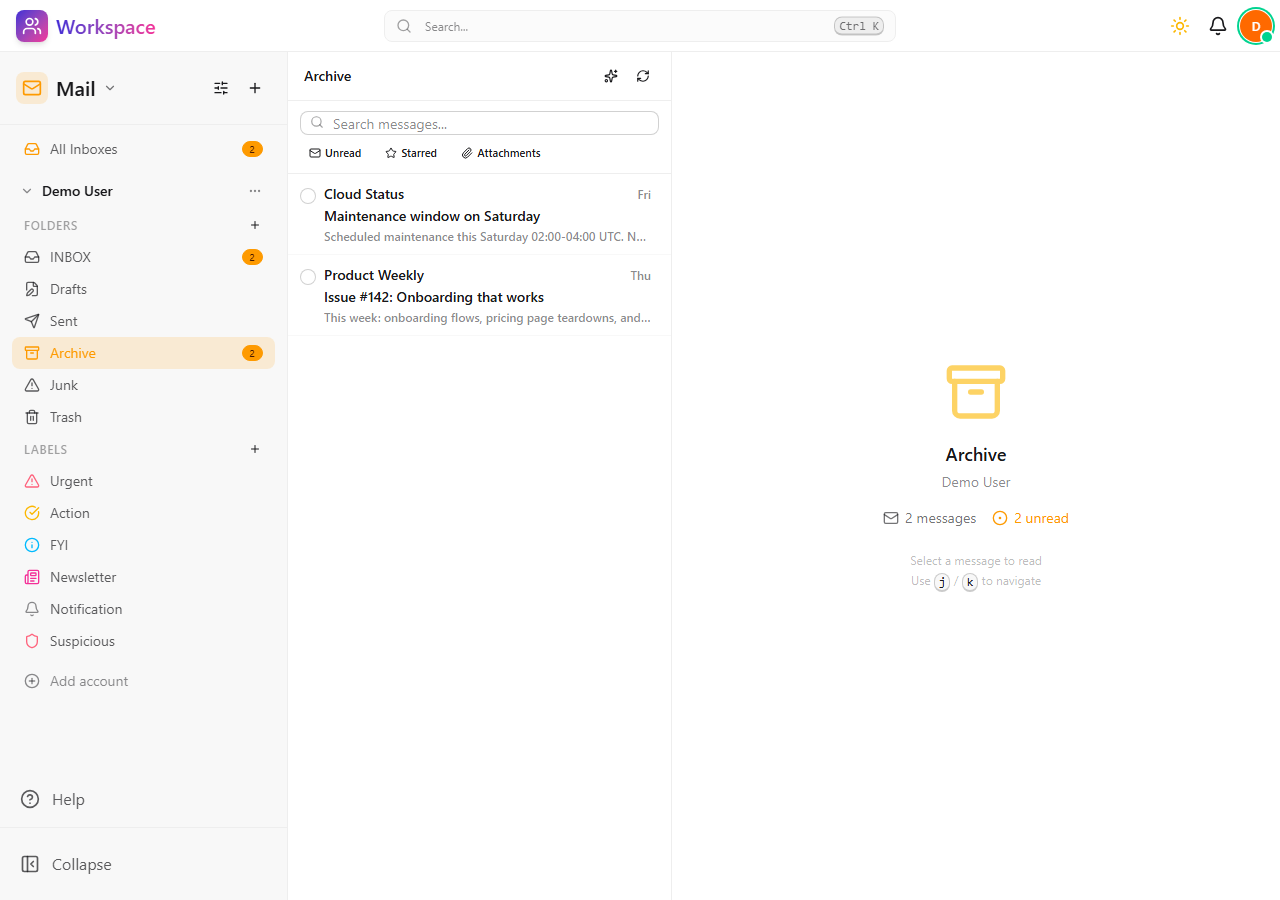 Workspace
Search...
Ctrl K
D
Mail
All Inboxes
2
Demo User
FOLDERS
INBOX
2
Drafts
Sent
Archive
2
Junk
Trash
LABELS
Urgent
Action
FYI
Newsletter
Notification
Suspicious
Add account
Help
Collapse
Archive
Search messages...
Unread
Starred
Attachments
Cloud Status
Fri
Maintenance window on Saturday
Scheduled maintenance this Saturday 02:00-04:00 UTC. N...
Product Weekly
Thu
Issue #142: Onboarding that works
This week: onboarding flows, pricing page teardowns, and...
Archive
Demo User
2 messages
2 unread
Select a message to read
Use j / k to navigate